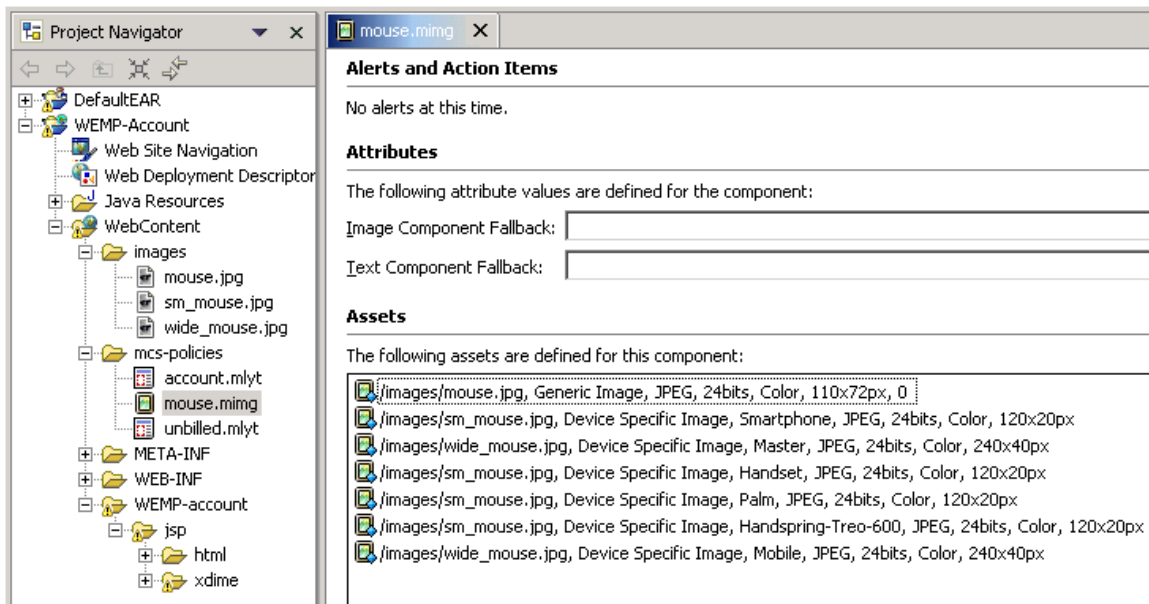 Project Navigator
DefaultEAR
WEMP-Account
Web Site Navigation
Web Deployment Descriptor
Java Resources
WebContent
images
mouse.jpg
sm_mouse.jpg
wide_mouse.jpg
mcs-policies
account.mlyt
mouse.mimg
unbilled.mlyt
META-INF
WEB-INF
WEMP-account
jsp
html
xdime
mouse.mimg
Alerts and Action Items
No alerts at this time.
Attributes
The following attribute values are defined for the component:
Image Component Fallback:
Text Component Fallback:
Assets
The following assets are defined for this component:
/images/mouse.jpg, Generic Image, JPEG, 24bits, Color, 110x72px, 0
/images/sm_mouse.jpg, Device Specific Image, Smartphone, JPEG, 24bits, Color, 120x20px
/images/wide_mouse.jpg, Device Specific Image, Master, JPEG, 24bits, Color, 240x40px
/images/sm_mouse.jpg, Device Specific Image, Handset, JPEG, 24bits, Color, 120x20px
/images/sm_mouse.jpg, Device Specific Image, Palm, JPEG, 24bits, Color, 120x20px
/images/sm_mouse.jpg, Device Specific Image, Handspring-Treo-600, JPEG, 24bits, Color, 120x20px
/images/wide_mouse.jpg, Device Specific Image, Mobile, JPEG, 24bits, Color, 240x40px